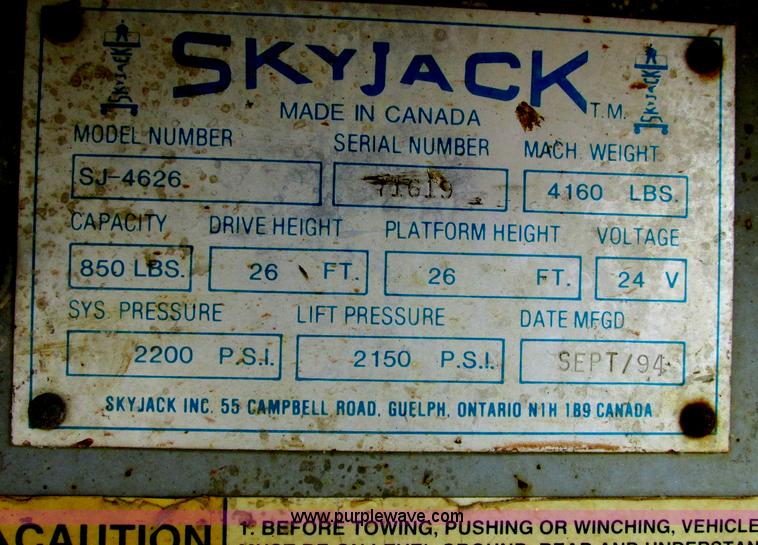 SKYJACK T.M.
SKYJACK
SKYJACK
MADE IN CANADA
MODEL NUMBER SERIAL NUMBER MACH. WEIGHT
SJ-4626 71619 4160 LBS.
CAPACITY DRIVE HEIGHT PLATFORM HEIGHT VOLTAGE
850 LBS. 26 FT. 26 FT. 24 V
SYS. PRESSURE LIFT PRESSURE DATE MFGD
2200 P.S.I. 2150 P.S.I. SEPT/94
SKYJACK INC. 55 CAMPBELL ROAD, GUELPH, ONTARIO N1H 1B9 CANADA
www.purplewave.com
CAUTION
1. BEFORE TOWING, PUSHING OR WINCHING, VEHICLE